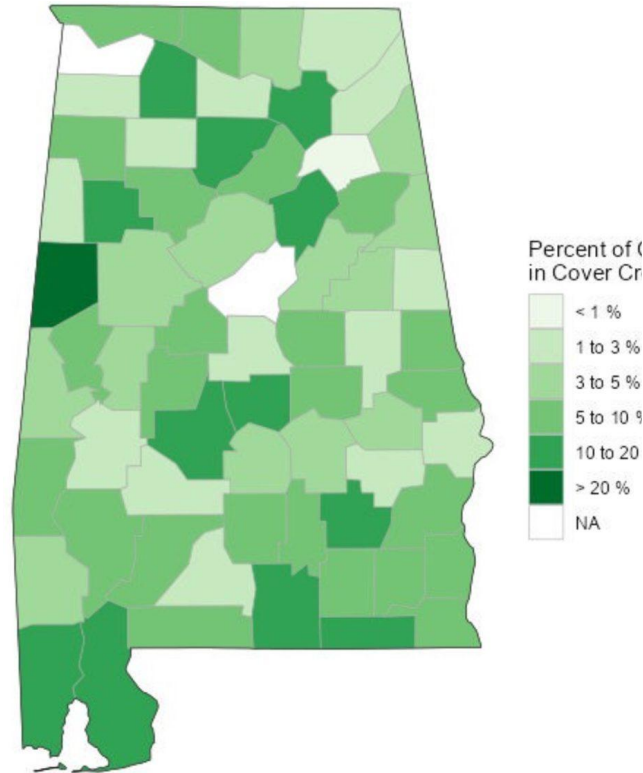 Percent of C
in Cover Cr
< 1 %
1 to 3 %
3 to 5 %
5 to 10 %
10 to 20
> 20 %
NA